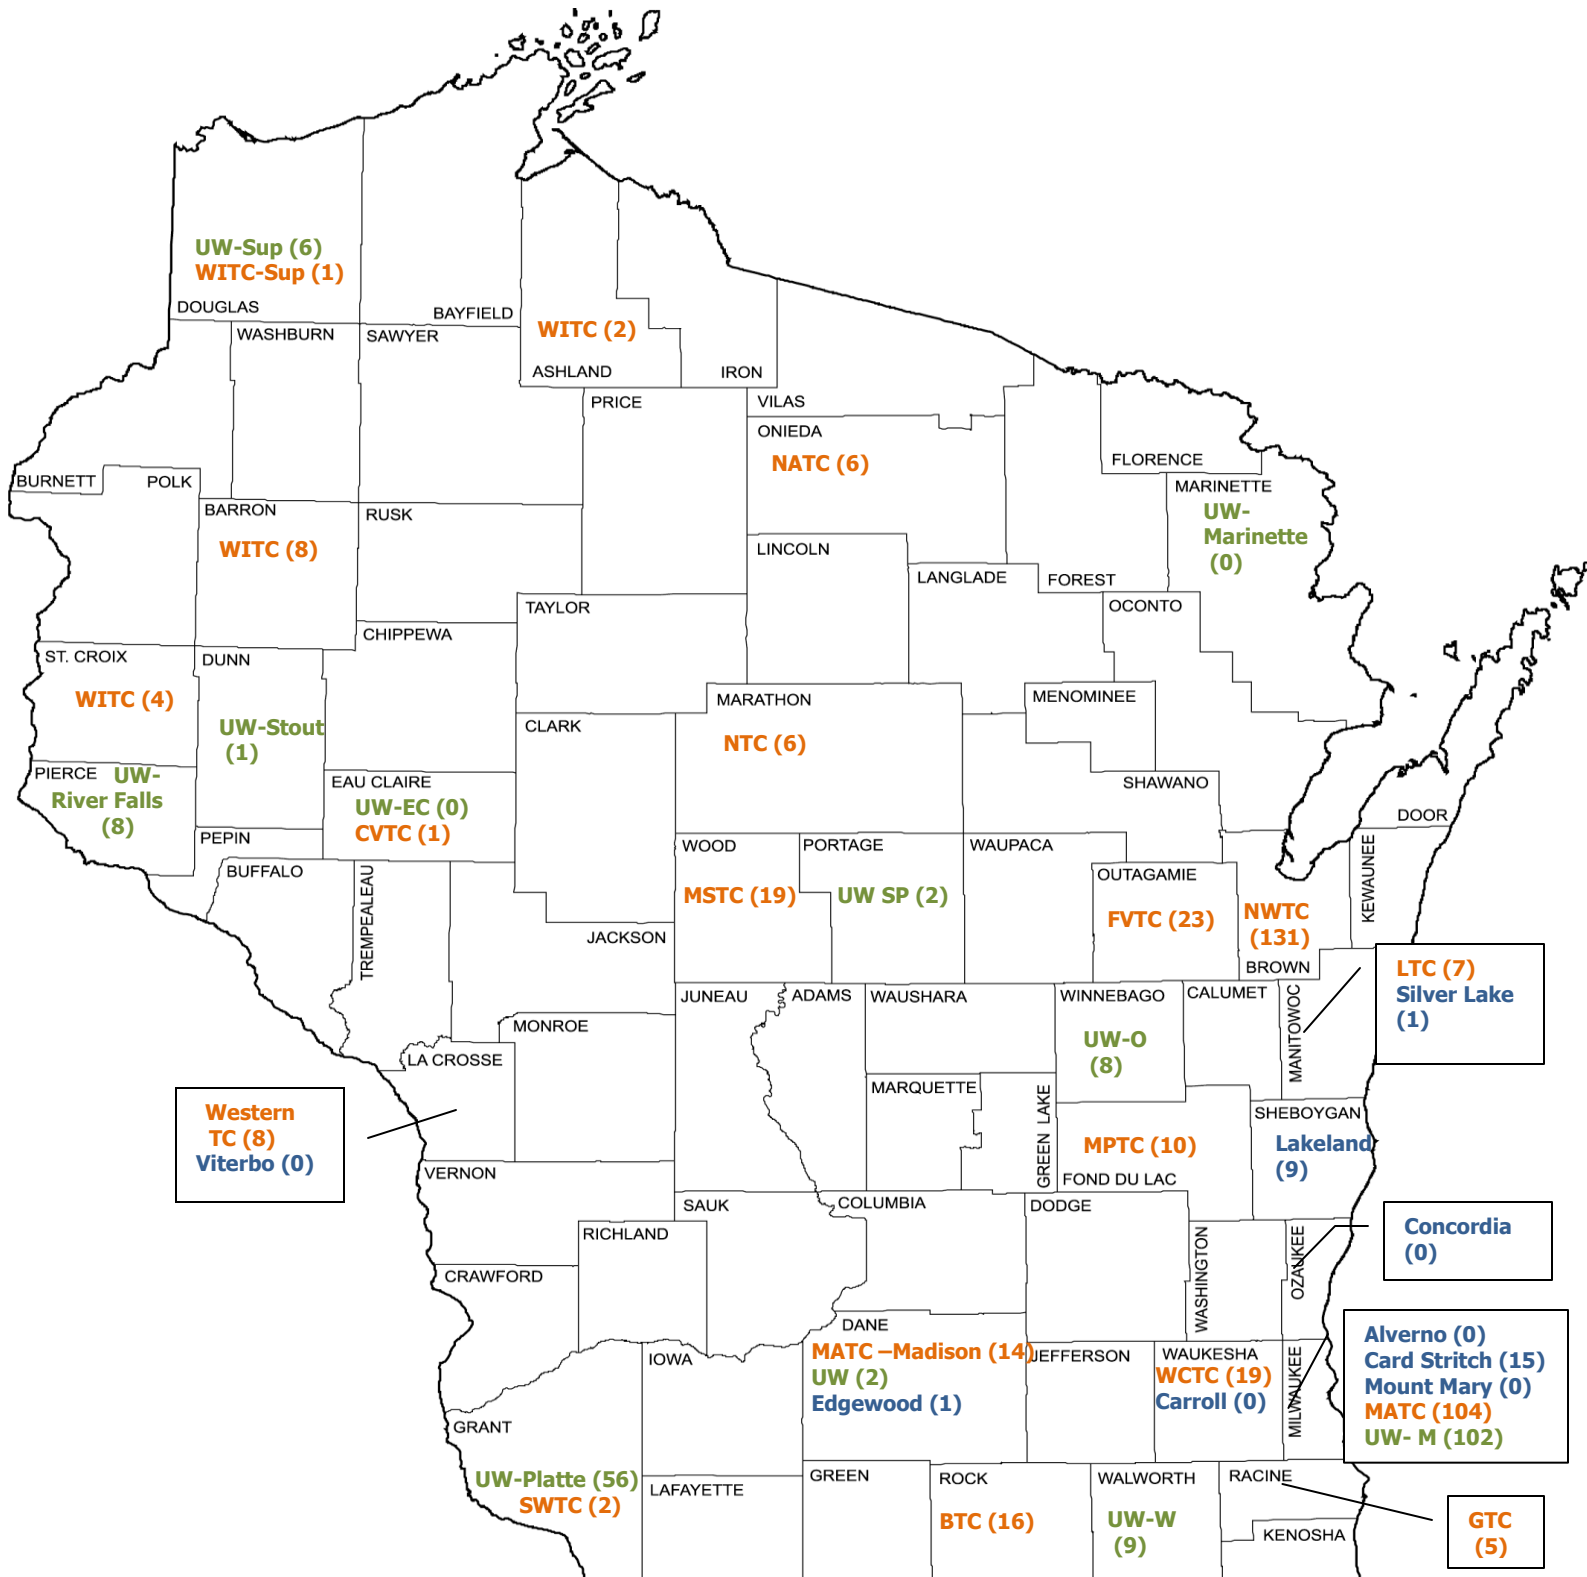 UW-Sup (6)
WITC-Sup (1)
DOUGLAS
BAYFIELD
WITC (2)
ASHLAND
IRON
WASHBURN
SAWYER
PRICE
VILAS
ONIEDA
NATC (6)
FLORENCE
MARINETTE
UW-
Marinette
(0)
BURNETT
POLK
BARRON
WITC (8)
RUSK
LINCOLN
LANGLADE
FOREST
OCONTO
TAYLOR
CHIPPEWA
ST. CROIX
WITC (4)
DUNN
UW-Stout
(1)
MARATHON
NTC (6)
MENOMINEE
CLARK
PIERCE
UW-
River Falls
(8)
EAU CLAIRE
UW-EC (0)
CVTC (1)
SHAWANO
DOOR
PEPIN
BUFFALO
TREMPEALEAU
JACKSON
WOOD
MSTC (19)
PORTAGE
UW SP (2)
WAUPACA
OUTAGAMIE
FVTC (23)
NWTC
(131)
BROWN
KEWAUNEE
LTC (7)
Silver Lake
(1)
MONROE
LA CROSSE
JUNEAU
ADAMS
WAUSHARA
WINNEBAGO
UW-O
(8)
CALUMET
MANITOWOC
MARQUETTE
GREEN LAKE
MPTC (10)
FOND DU LAC
SHEBOYGAN
Lakeland
(9)
Western
TC (8)
Viterbo (0)
VERNON
SAUK
COLUMBIA
DODGE
WASHINGTON
OZAUKEE
Concordia
(0)
RICHLAND
CRAWFORD
DANE
MATC –Madison (14)
UW (2)
Edgewood (1)
JEFFERSON
WAUKESHA
WCTC (19)
Carroll (0)
MILWAUKEE
Alverno (0)
Card Stritch (15)
Mount Mary (0)
MATC (104)
UW- M (102)
IOWA
GRANT
UW-Platte (56)
SWTC (2)
LAFAYETTE
GREEN
ROCK
BTC (16)
WALWORTH
UW-W
(9)
RACINE
KENOSHA
GTC
(5)